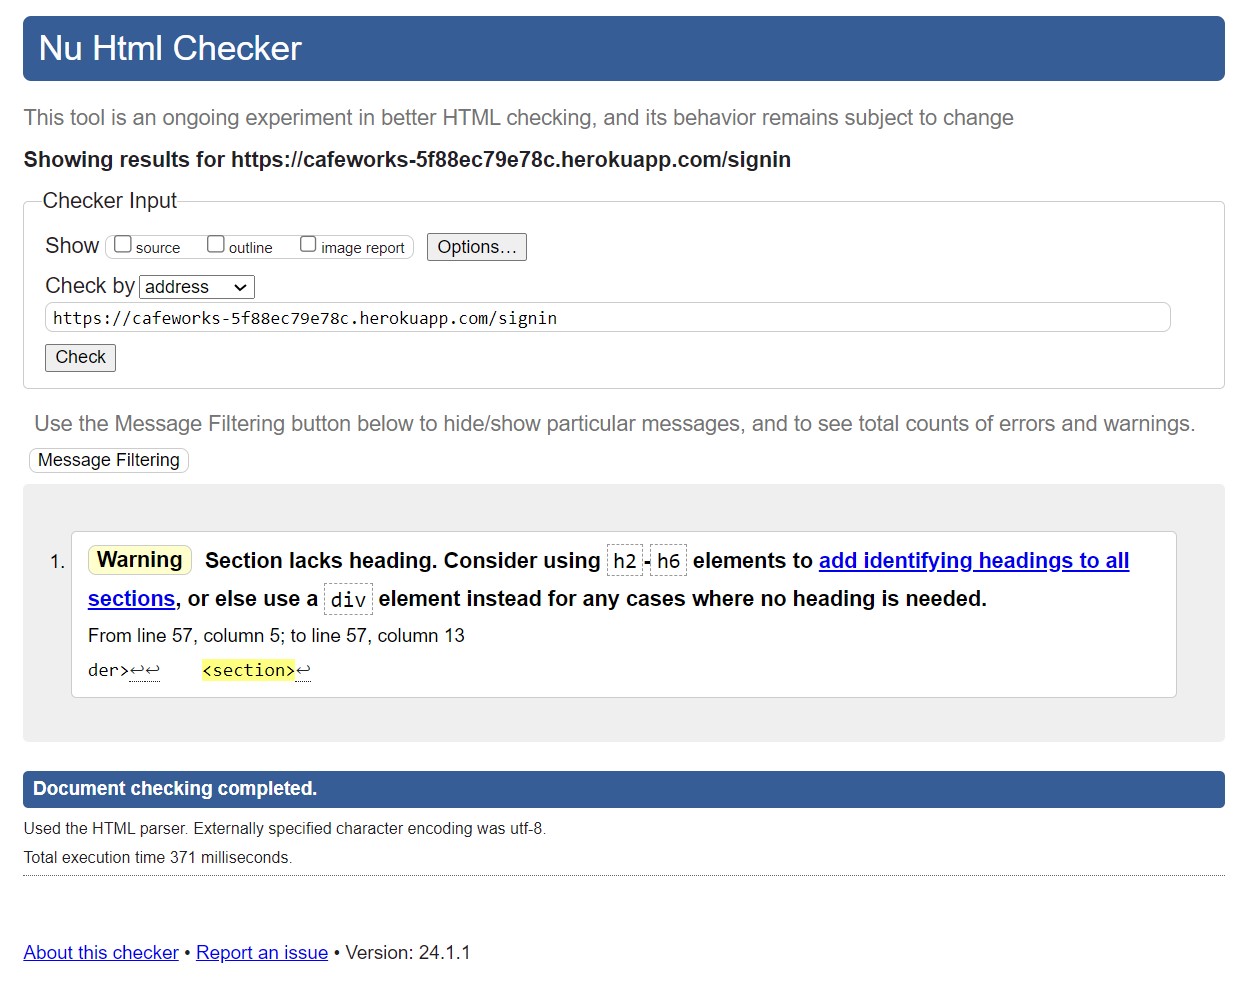 Nu Html Checker
This tool is an ongoing experiment in better HTML checking, and its behavior remains subject to change
Showing results for https://cafeworks-5f88ec79e78c.herokuapp.com/signin
Checker Input
Show source outline image report Options...
Check by address
https://cafeworks-5f88ec79e78c.herokuapp.com/signin
Check
Use the Message Filtering button below to hide/show particular messages, and to see total counts of errors and warnings.
Message Filtering
1. Warning Section lacks heading. Consider using h2-h6 elements to add identifying headings to all
sections, or else use a div element instead for any cases where no heading is needed.
From line 57, column 5; to line 57, column 13
der>↩↩ <section>↩
Document checking completed.
Used the HTML parser. Externally specified character encoding was utf-8.
Total execution time 371 milliseconds.
About this checker • Report an issue • Version: 24.1.1